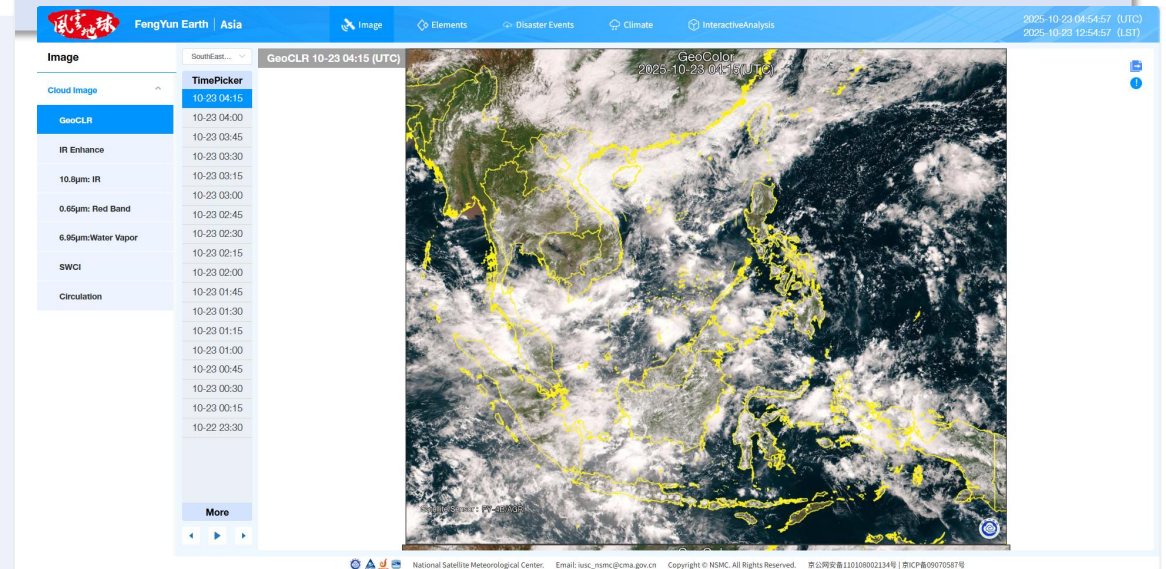 風雲地球
FengYun Earth | Asia
Image
Elements
Disaster Events
Climate
InteractiveAnalysis
2025-10-23 04:54:57 (UTC)
2025-10-23 12:54:57 (LST)
Image
Cloud Image
GeoCLR
IR Enhance
10.8μm: IR
0.65μm: Red Band
6.95μm:Water Vapor
SWCI
Circulation
SouthEast...
TimePicker
10-23 04:15
10-23 04:00
10-23 03:45
10-23 03:30
10-23 03:15
10-23 03:00
10-23 02:45
10-23 02:30
10-23 02:15
10-23 02:00
10-23 01:45
10-23 01:30
10-23 01:15
10-23 01:00
10-23 00:45
10-23 00:30
10-23 00:15
10-22 23:30
More
GeoCLR 10-23 04:15 (UTC)
GeoColor
2025-10-23 04:15(UTC)
National Satellite Meteorological Center. Email: iusc_nsmc@cma.gov.cn Copyright © NSMC. All Rights Reserved. 京公网安备110108002134号 | 京ICP备09070587号